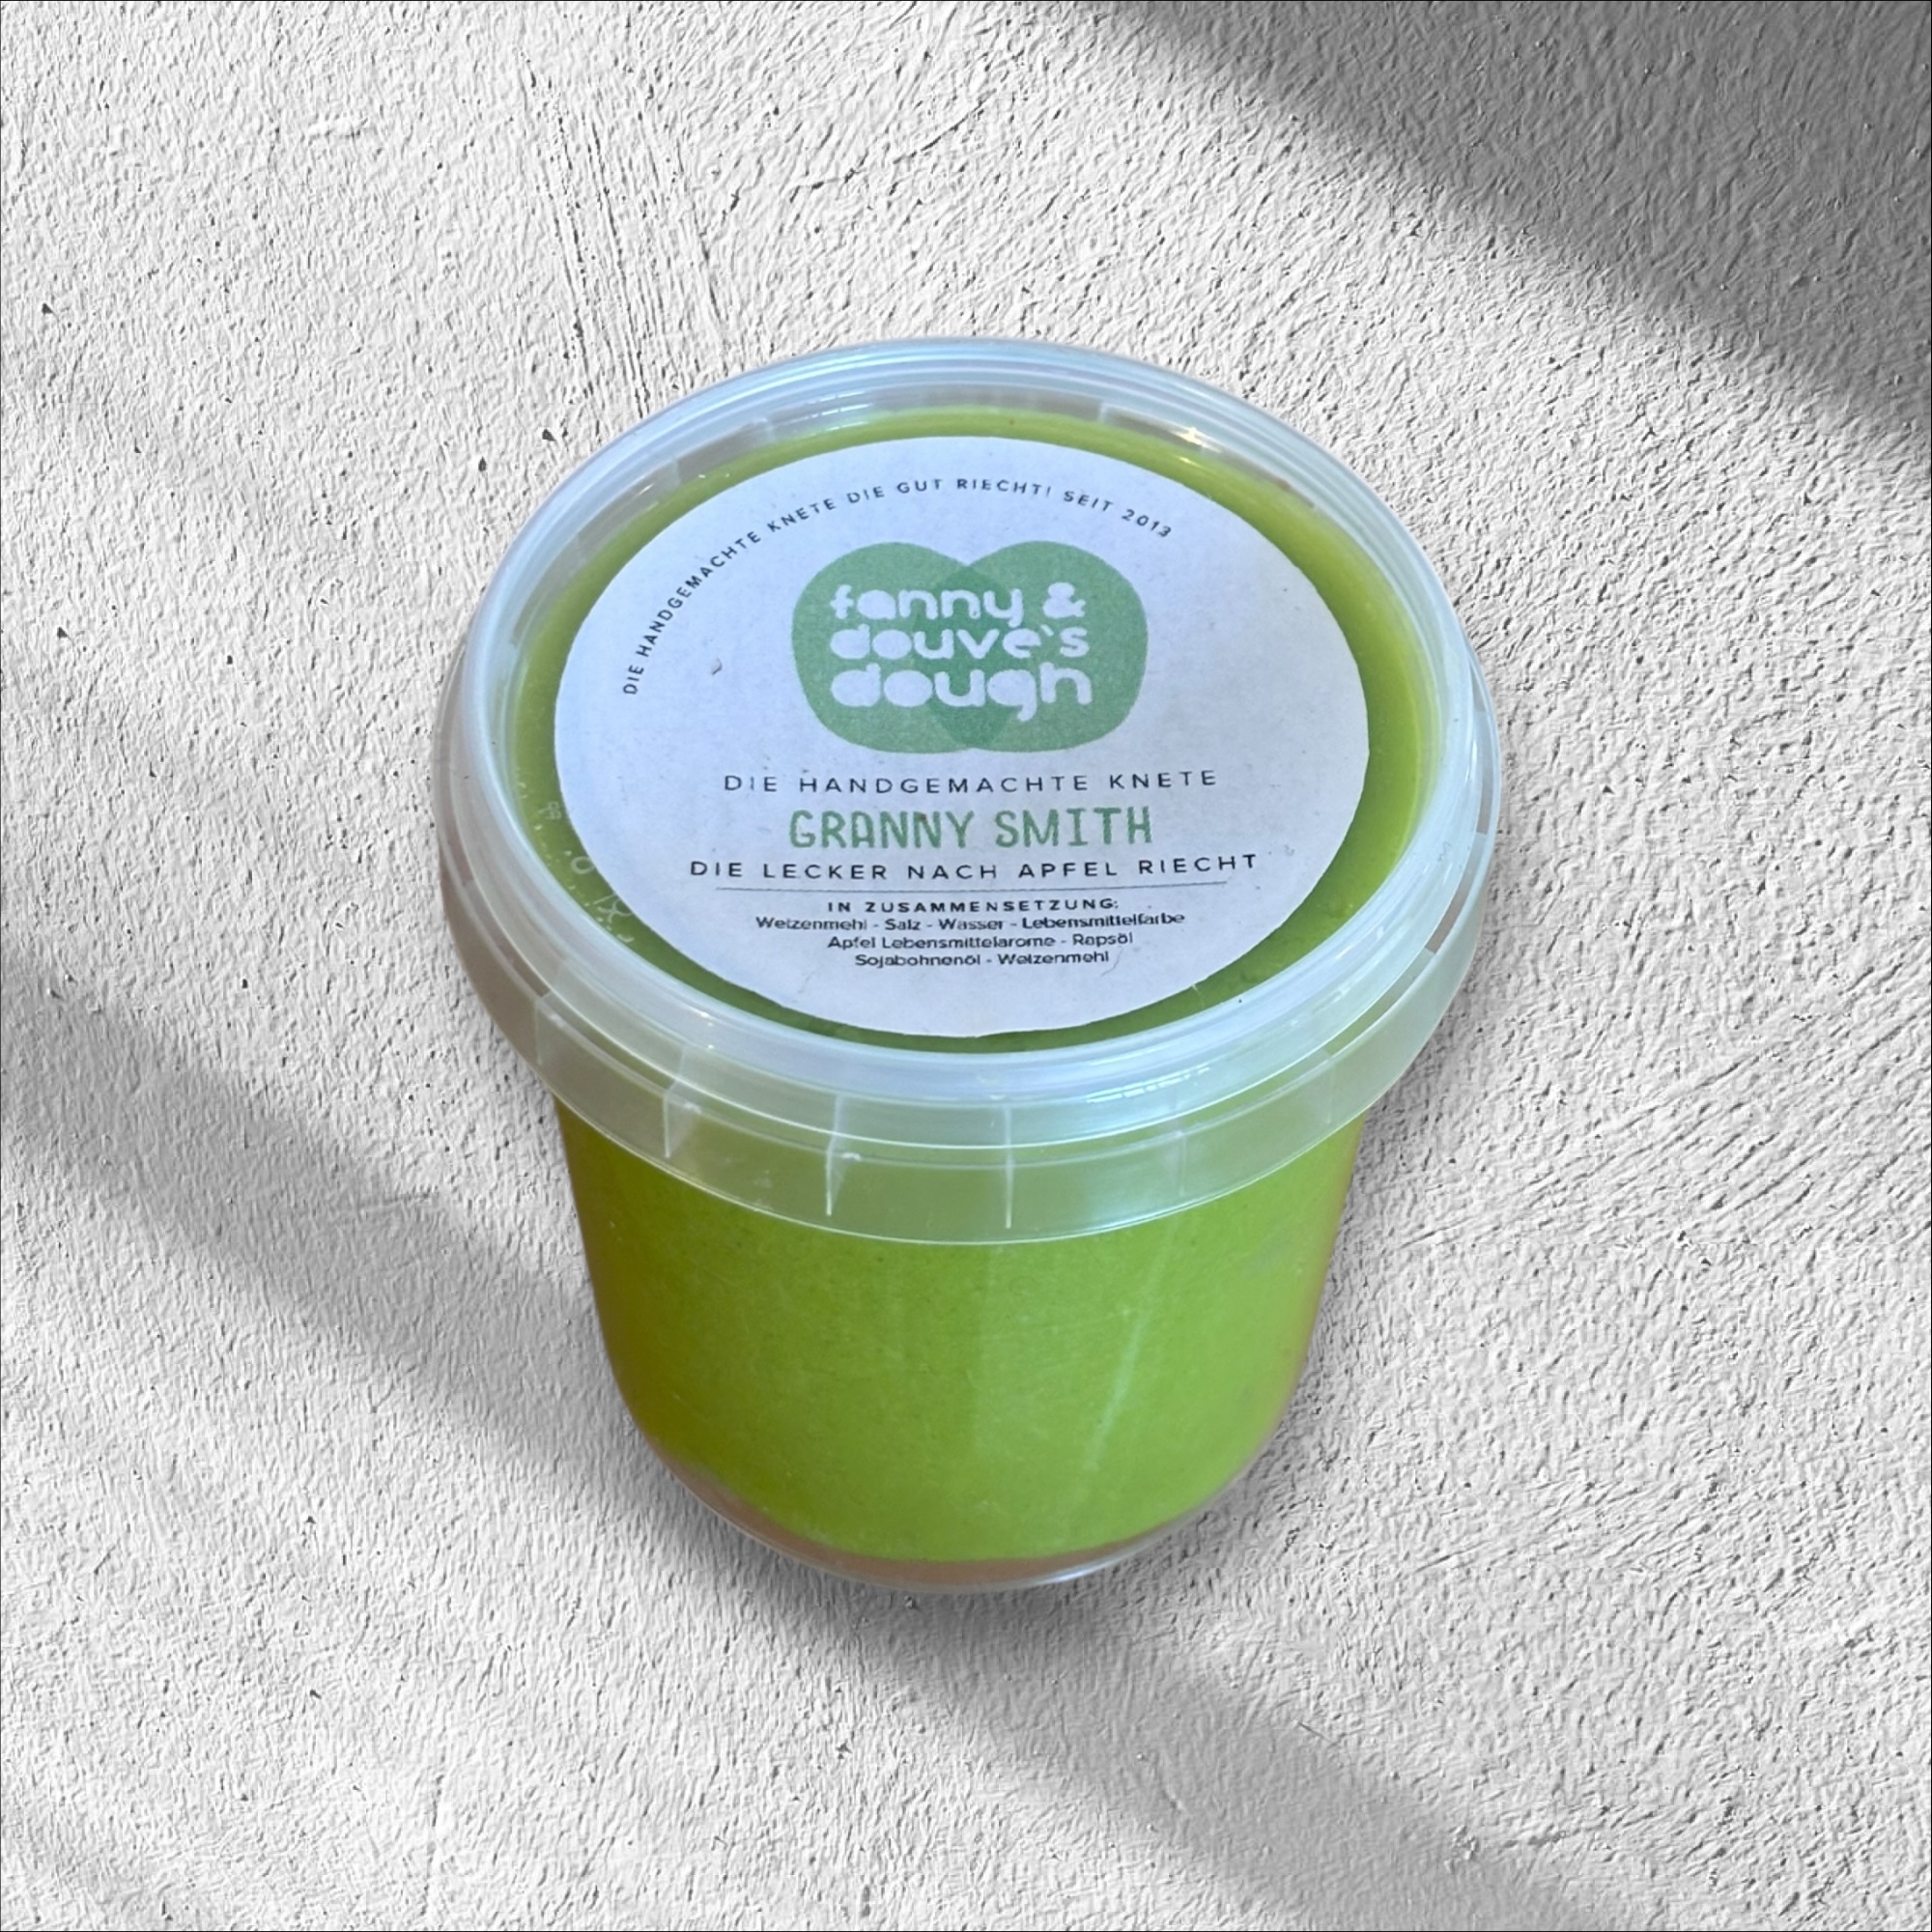 DIE HANDGEMACHTE KNETE DIE GUT RIECHT! SEIT 2013
fanny &
douve's
dough
DIE HANDGEMACHTE KNETE
GRANNY SMITH
DIE LECKER NACH APFEL RIECHT
IN ZUSAMMENSETZUNG:
Weizenmehl - Salz - Wasser - Lebensmittelfarbe
Apfel Lebensmittelarome - Rapsöl
Sojabohnenöl - Weizenmehl